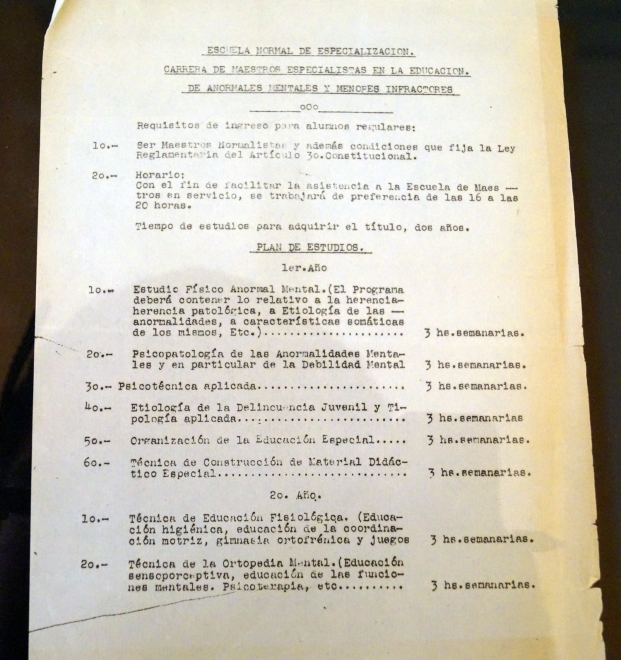 ESCUELA NORMAL DE ESPECIALIZACION.
CARRERA DE MAESTROS ESPECIALISTAS EN LA EDUCACION.
DE ANORMALES MENTALES Y MENORES INFRACTORES
oOo
Requisitos de ingreso para alumnos regulares:
1o.- Ser Maestros Normalistas y además condiciones que fija la Ley
Reglamentaria del Artículo 3o.Constitucional.
2o.- Horario:
Con el fin de facilitar la asistencia a la Escuela de Maes —
tros en servicio, se trabajará de preferencia de las 16 a las
20 horas.
Tiempo de estudios para adquirir el título, dos años.
PLAN DE ESTUDIOS.
1er.Año
1o.- Estudio Físico Anormal Mental.(El Programa
deberá contener lo relativo a la herencia-
herencia patológica, a Etiología de las —
anormalidades, a características somáticas
de los mismos, Etc.)................... 3 hs.semanarias.
2o.- Psicopatología de las Anormalidades Menta-
les y en particular de la Debilidad Mental 3 hs.semanarias.
3o.- Psicotécnica aplicada..................... 3 hs.semanarias.
4o.- Etiología de la Delincuencia Juvenil y Ti-
pología aplicada...................... 3 hs.semanarias
5o.- Organización de la Educación Especial..... 3 hs.semanarias.
6o.- Técnica de Construcción de Material Didác-
tico Especial......................... 3 hs.semanarias.
2o. Año.
1o.- Técnica de Educación Fisiológica. (Educa-
ción higiénica, educación de la coordina-
ción motriz, gimnasia ortofrénica y juegos 3 hs.semanarias.
2o.- Técnica de la Ortopedia Mental.(Educación
sensoporceptiva, educación de las funcio-
nes mentales. Psicoterapia, etc.......... 3 hs.semanarias.